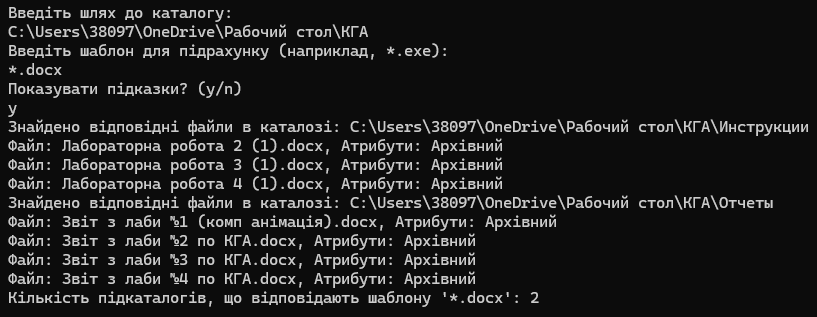 Введіть шлях до каталогу:
C:\Users\38097\OneDrive\Рабочий стол\КГА
Введіть шаблон для підрахунку (наприклад, *.exe):
*.docx
Показувати підказки? (y/n)
y
Знайдено відповідні файли в каталозі: C:\Users\38097\OneDrive\Рабочий стол\КГА\Инструкции
Файл: Лабораторна робота 2 (1).docx, Атрибути: Архівний
Файл: Лабораторна робота 3 (1).docx, Атрибути: Архівний
Файл: Лабораторна робота 4 (1).docx, Атрибути: Архівний
Знайдено відповідні файли в каталозі: C:\Users\38097\OneDrive\Рабочий стол\КГА\Отчеты
Файл: Звіт з лаби №1 (комп анімація).docx, Атрибути: Архівний
Файл: Звіт з лаби №2 по КГА.docx, Атрибути: Архівний
Файл: Звіт з лаби №3 по КГА.docx, Атрибути: Архівний
Файл: Звіт з лаби №4 по КГА.docx, Атрибути: Архівний
Кількість підкаталогів, що відповідають шаблону '*.docx': 2